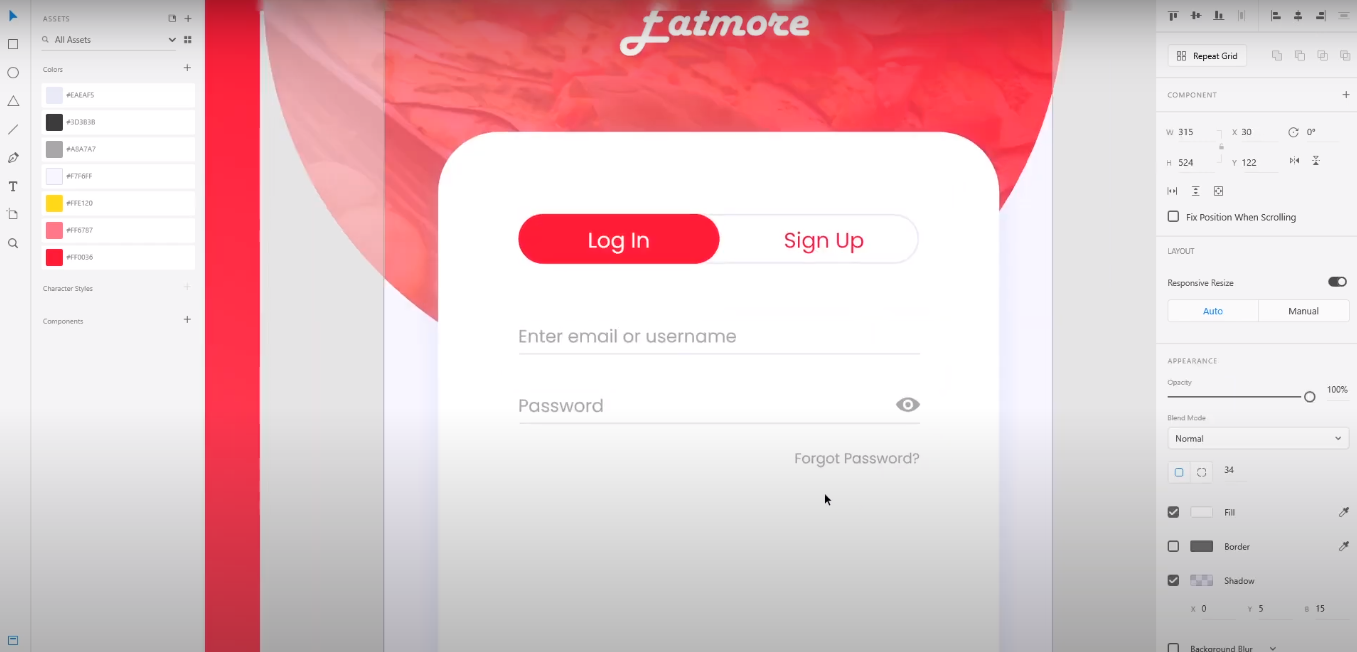 ASSETS
All Assets
Colors
#EAEAF5
#3D3B3B
#A8A7A7
#F7F6FF
#FFE120
#FF6787
#FF0036
Character Styles
Components
Eatmore
Log In
Sign Up
Enter email or username
Password
Forgot Password?
Repeat Grid
COMPONENT
W 315 X 30 0°
H 524 Y 122
Fix Position When Scrolling
LAYOUT
Responsive Resize
Auto Manual
APPEARANCE
Opacity
100%
Blend Mode
Normal
34
Fill
Border
Shadow
X 0 Y 5 B 15
Background Blur